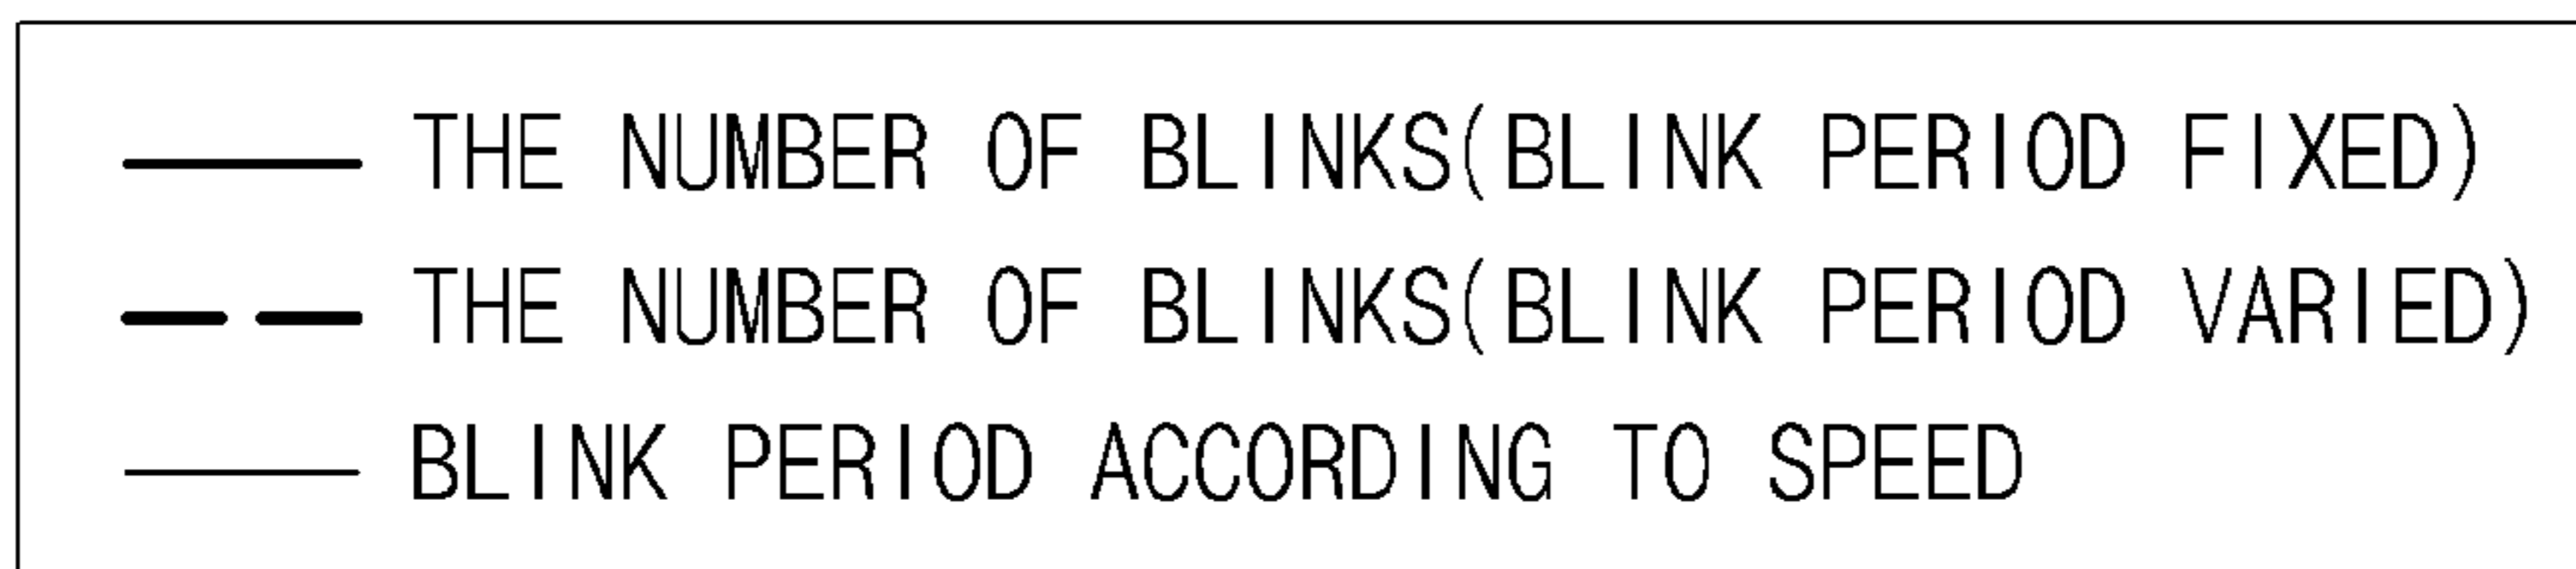 THE NUMBER OF BLINKS(BLINK PERIOD FIXED)
THE NUMBER OF BLINKS(BLINK PERIOD VARIED)
BLINK PERIOD ACCORDING TO SPEED